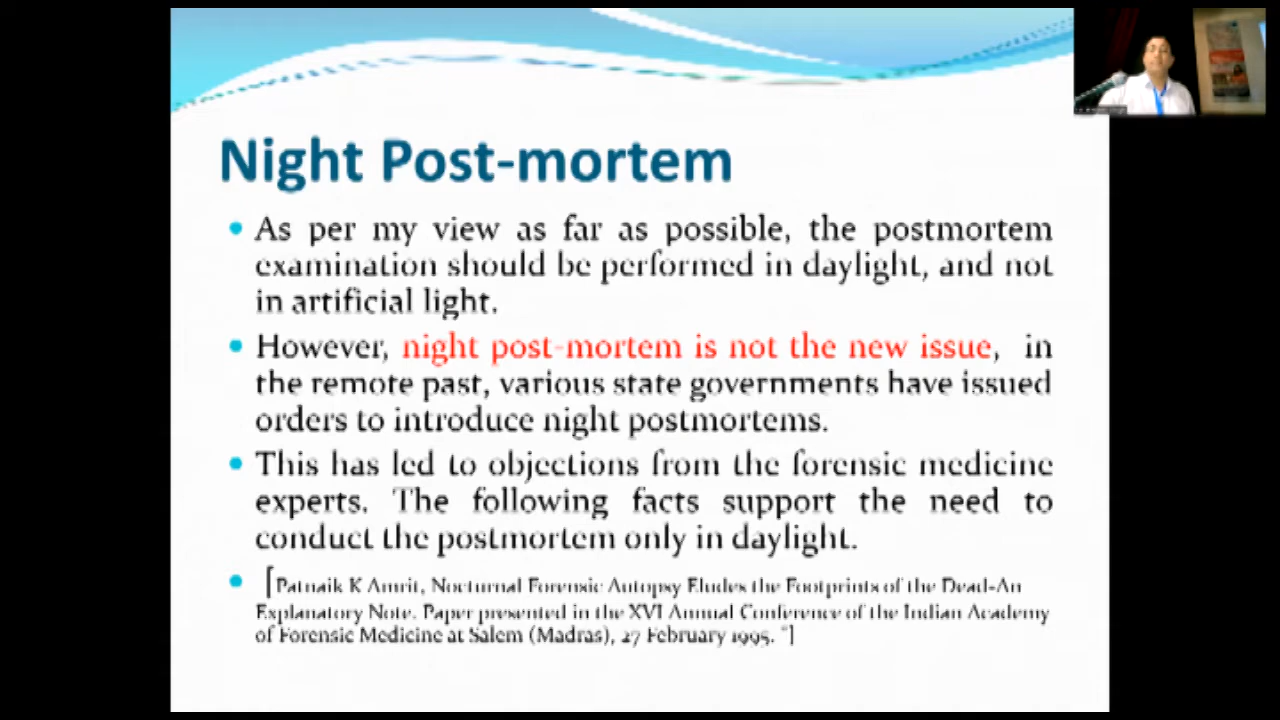 Night Post-mortem
As per my view as far as possible, the postmortem
examination should be performed in daylight, and not
in artificial light.
However, night post-mortem is not the new issue, in
the remote past, various state governments have issued
orders to introduce night postmortems.
This has led to objections from the forensic medicine
experts. The following facts support the need to
conduct the postmortem only in daylight.
[Patnaik K Amrit, Nocturnal Forensic Autopsy Eludes the Footprints of the Dead-An
Explanatory Note. Paper presented in the XVI Annual Conference of the Indian Academy
of Forensic Medicine at Salem (Madras), 27 February 1995. "]